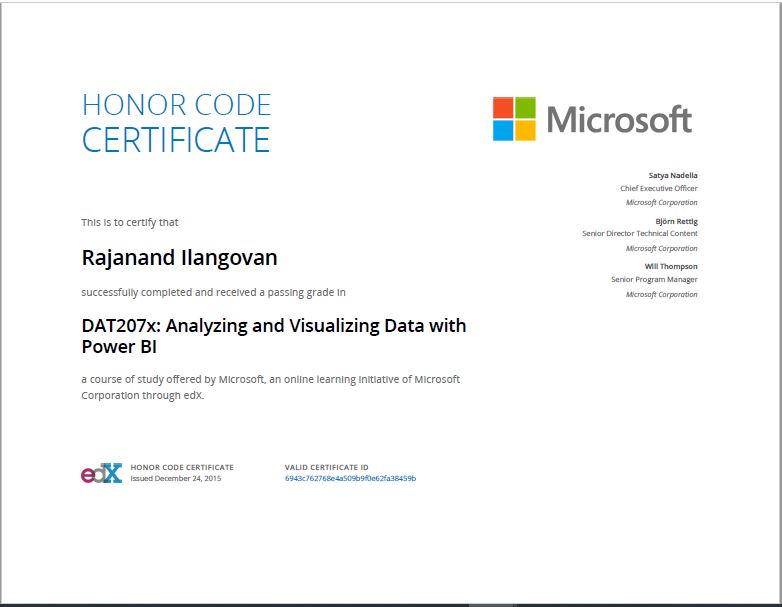 HONOR CODE
CERTIFICATE
Microsoft
Satya Nadella
Chief Executive Officer
Microsoft Corporation
Björn Rettig
Senior Director Technical Content
Microsoft Corporation
Will Thompson
Senior Program Manager
Microsoft Corporation
This is to certify that
Rajanand Ilangovan
successfully completed and received a passing grade in
DAT207x: Analyzing and Visualizing Data with
Power BI
a course of study offered by Microsoft, an online learning initiative of Microsoft
Corporation through edX.
edX
HONOR CODE CERTIFICATE
Issued December 24, 2015
VALID CERTIFICATE ID
6943c762768e4a509b9f0e62fa38459b